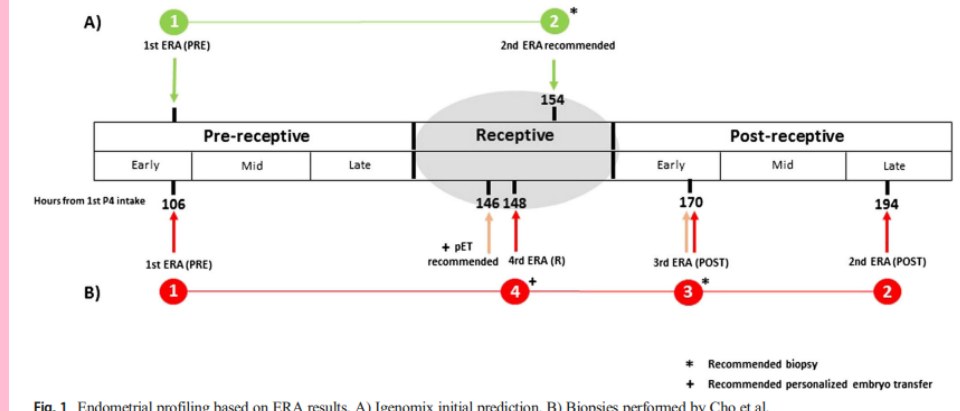 A)
1
2 *
1st ERA (PRE)
2nd ERA recommended
154
Pre-receptive
Receptive
Post-receptive
Early
Mid
Late
Early
Mid
Late
Hours from 1st P4 intake
106
146 148
170
194
1st ERA (PRE)
+ pET
recommended
4rd ERA (R)
3rd ERA (POST)
2nd ERA (POST)
B)
1
4 +
3 *
2
* Recommended biopsy
+ Recommended personalized embryo transfer
Fig. 1 Endometrial profiling based on ERA results. A) Igenomix initial prediction. B) Biopsies performed by Cho et al.